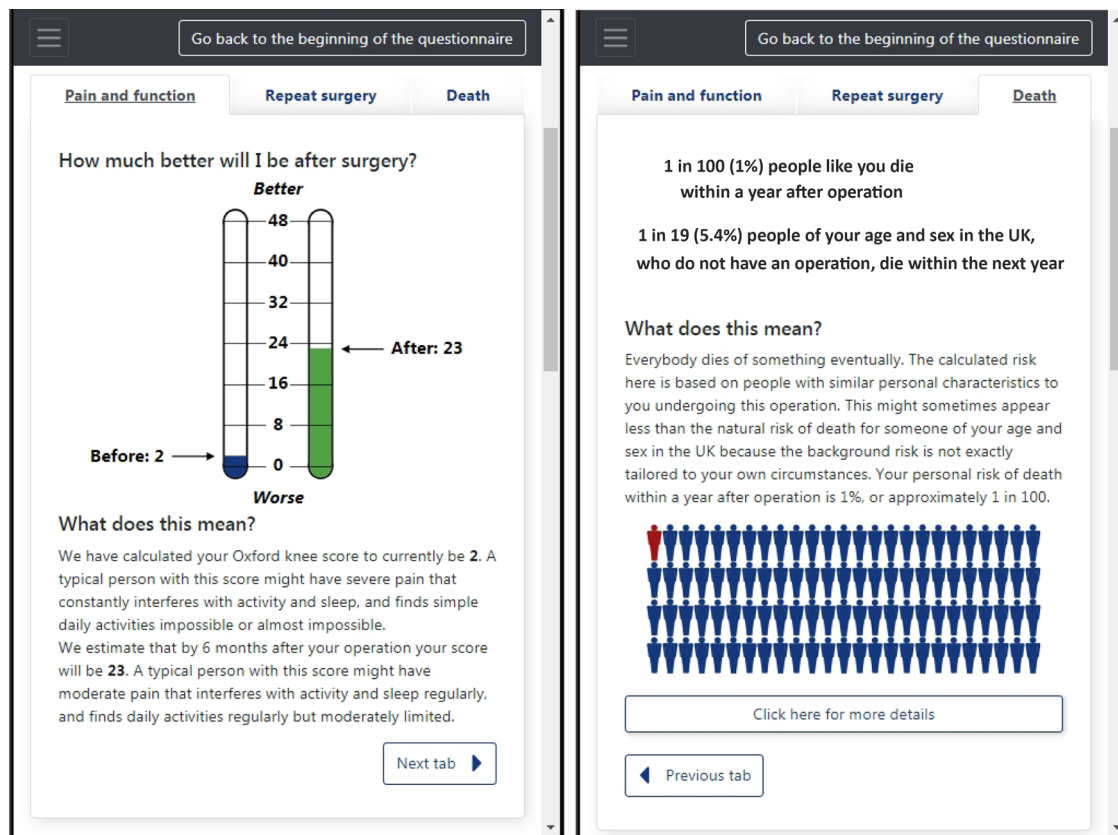 Go back to the beginning of the questionnaire
Pain and function
Repeat surgery
Death
How much better will I be after surgery?
Better
48
40
32
24
After: 23
16
8
Before: 2
0
Worse
What does this mean?
We have calculated your Oxford knee score to currently be 2. A
typical person with this score might have severe pain that
constantly interferes with activity and sleep, and finds simple
daily activities impossible or almost impossible.
We estimate that by 6 months after your operation your score
will be 23. A typical person with this score might have
moderate pain that interferes with activity and sleep regularly,
and finds daily activities regularly but moderately limited.
Next tab
Go back to the beginning of the questionnaire
Pain and function
Repeat surgery
Death
1 in 100 (1%) people like you die
within a year after operation
1 in 19 (5.4%) people of your age and sex in the UK,
who do not have an operation, die within the next year
What does this mean?
Everybody dies of something eventually. The calculated risk
here is based on people with similar personal characteristics to
you undergoing this operation. This might sometimes appear
less than the natural risk of death for someone of your age and
sex in the UK because the background risk is not exactly
tailored to your own circumstances. Your personal risk of death
within a year after operation is 1%, or approximately 1 in 100.
Click here for more details
Previous tab